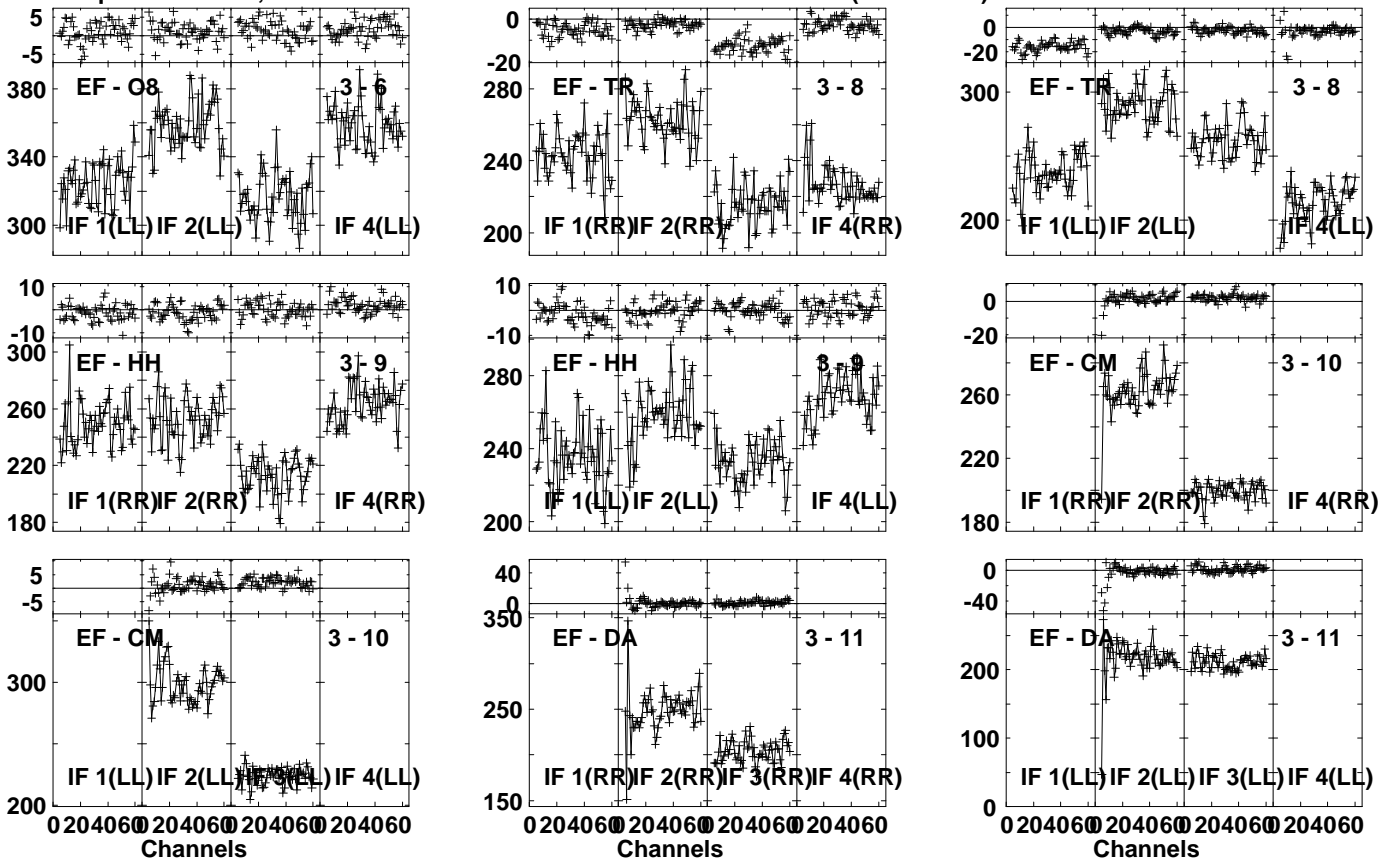 5
-5
EF - O8
3 - 6
380
340
300
IF 1(LL)
IF 2(LL)
IF 4(LL)
0
-20
EF - TR
3 - 8
280
240
200
IF 1(RR)
IF 2(RR)
IF 4(RR)
0
-20
EF - TR
3 - 8
300
200
IF 1(LL)
IF 2(LL)
IF 4(LL)
10
-10
EF - HH
3 - 9
300
260
220
180
IF 1(RR)
IF 2(RR)
IF 4(RR)
10
-10
EF - HH
3 - 9
280
240
200
IF 1(LL)
IF 2(LL)
IF 4(LL)
0
-20
EF - CM
3 - 10
260
220
180
IF 1(RR)
IF 2(RR)
IF 4(RR)
5
-5
EF - CM
3 - 10
300
200
IF 1(LL)
IF 2(LL)
IF 3(LL)
IF 4(LL)
0 20 40 60 0 20 40 60 0 20 40 60 0 20 40 60
Channels
40
0
EF - DA
3 - 11
350
250
150
IF 1(RR)
IF 2(RR)
IF 3(RR)
IF 4(RR)
0 20 40 60 0 20 40 60 0 20 40 60 0 20 40 60
Channels
0
-40
EF - DA
3 - 11
200
100
0
IF 1(LL)
IF 2(LL)
IF 3(LL)
IF 4(LL)
0 20 40 60 0 20 40 60 0 20 40 60 0 20 40 60
Channels